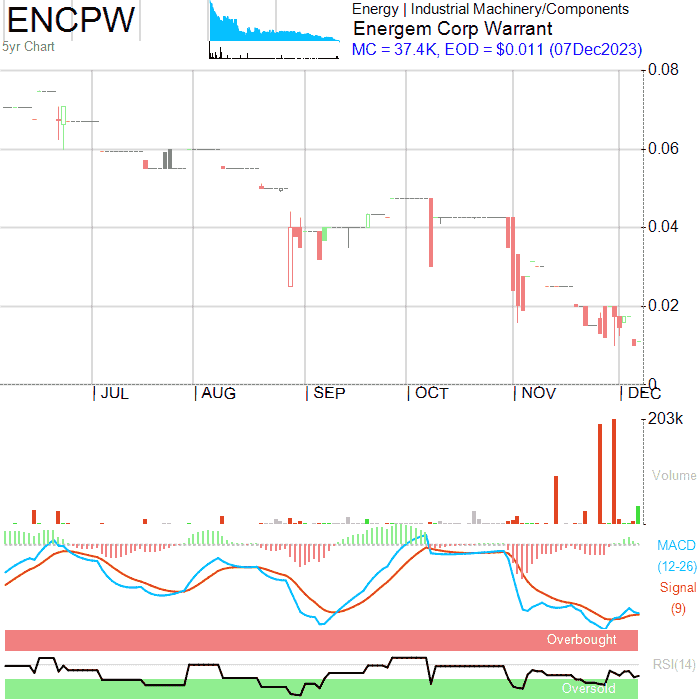 ENCPW
5yr Chart
Energy | Industrial Machinery/Components
Energem Corp Warrant
MC = 37.4K, EOD = $0.011 (07Dec2023)
0.08
0.06
0.04
0.02
0
JUL AUG SEP OCT NOV DEC
203k
Volume
MACD
(12-26)
Signal
(9)
Overbought
RSI(14)
Oversold